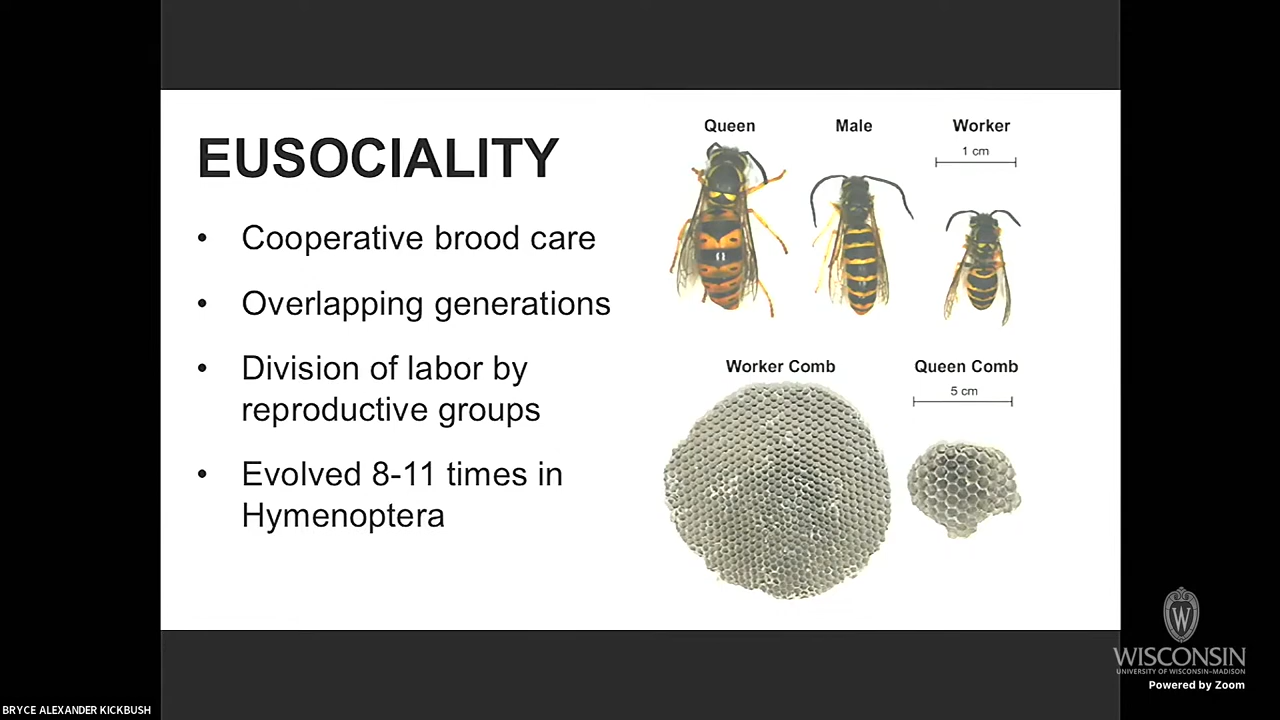 EUSOCIALITY
• Cooperative brood care
• Overlapping generations
• Division of labor by
reproductive groups
• Evolved 8-11 times in
Hymenoptera
Queen Male Worker
1 cm
Worker Comb Queen Comb
5 cm
W
WISCONSIN
UNIVERSITY OF WISCONSIN–MADISON
Powered by Zoom
BRYCE ALEXANDER KICKBUSH